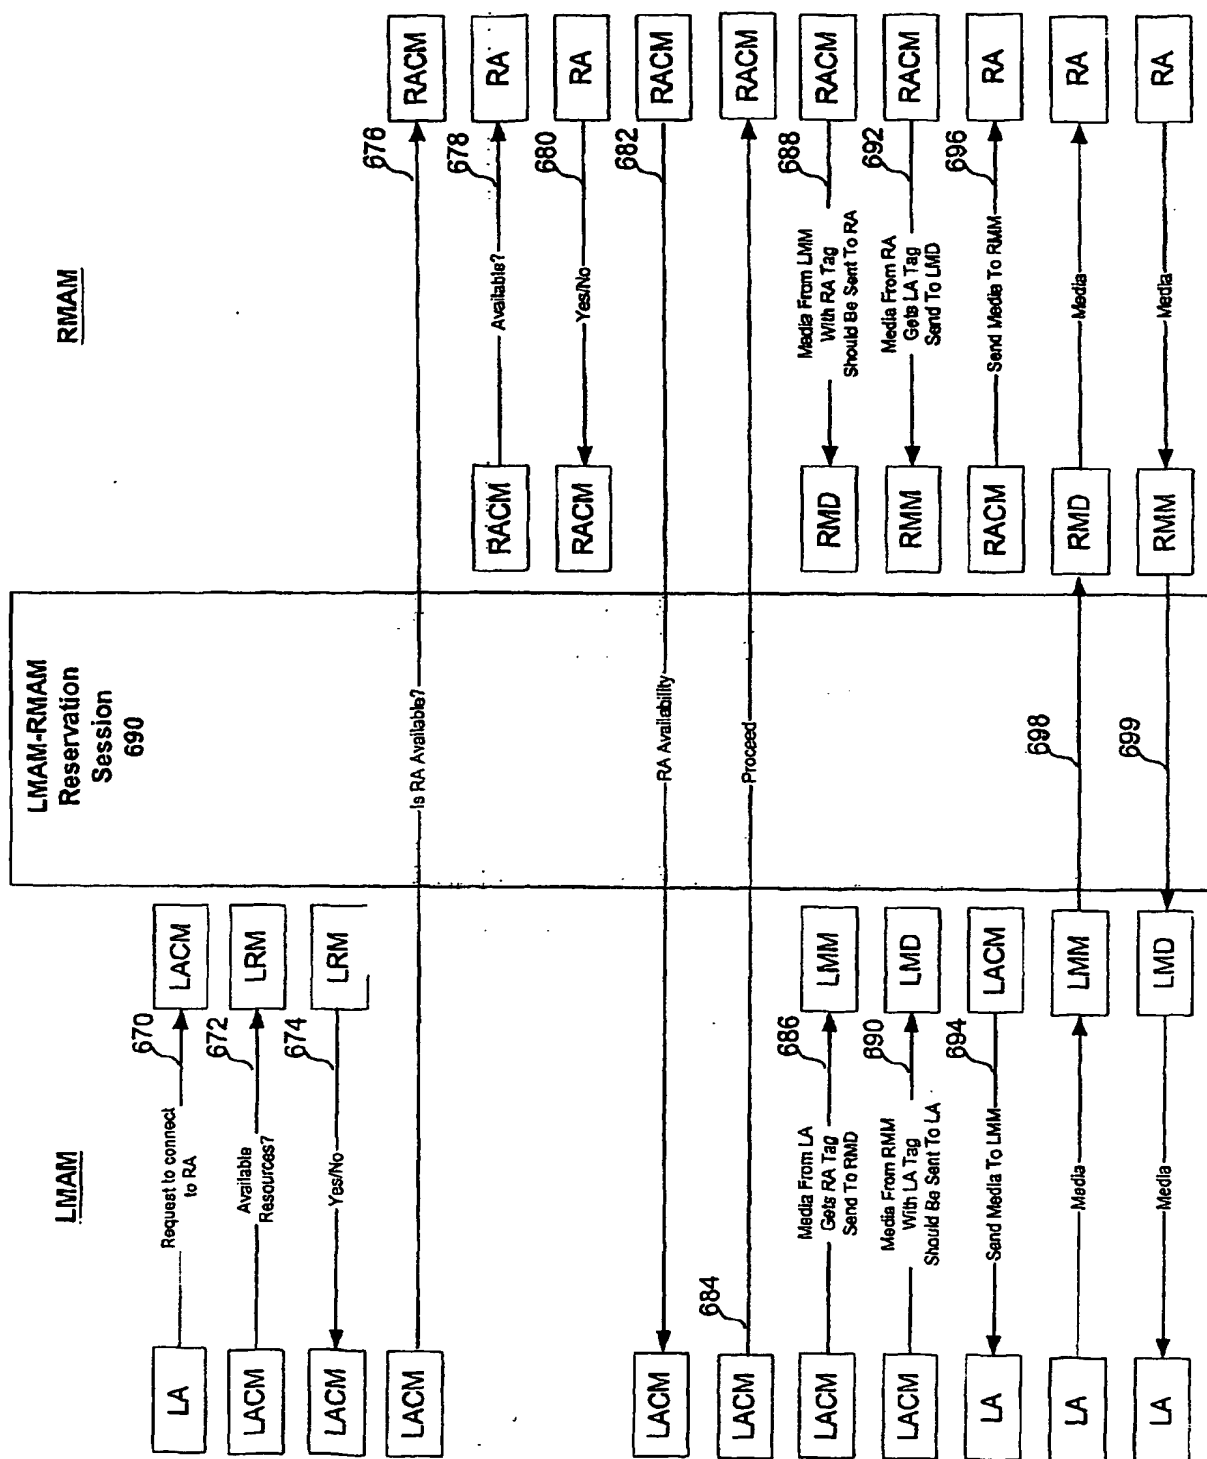 LMAM
LMAM-RMAM
Reservation
Session
690
RMAM
LA
Request to connect
to RA
670
LACM
LACM
Available
Resources?
672
LRM
LACM
Yes/No
674
LRM
LACM
Is RA Available?
676
RACM
RACM
Available?
678
RA
RACM
Yes/No
680
RA
LACM
RA Availability
682
RACM
LACM
684
Proceed
RACM
LACM
Media From LA
Gets RA Tag
Send To RMD
686
LMM
RMD
Media From LMM
With RA Tag
Should Be Sent To RA
688
RACM
LACM
Media From RMM
With LA Tag
Should Be Sent To LA
690
LMD
RMM
Media From RA
Gets LA Tag
Send To LMD
692
RACM
LA
Send Media To LMM
694
LACM
RACM
Send Media To RMM
696
RA
LA
Media
LMM
698
RMD
Media
RA
LA
Media
LMD
699
RMM
Media
RA